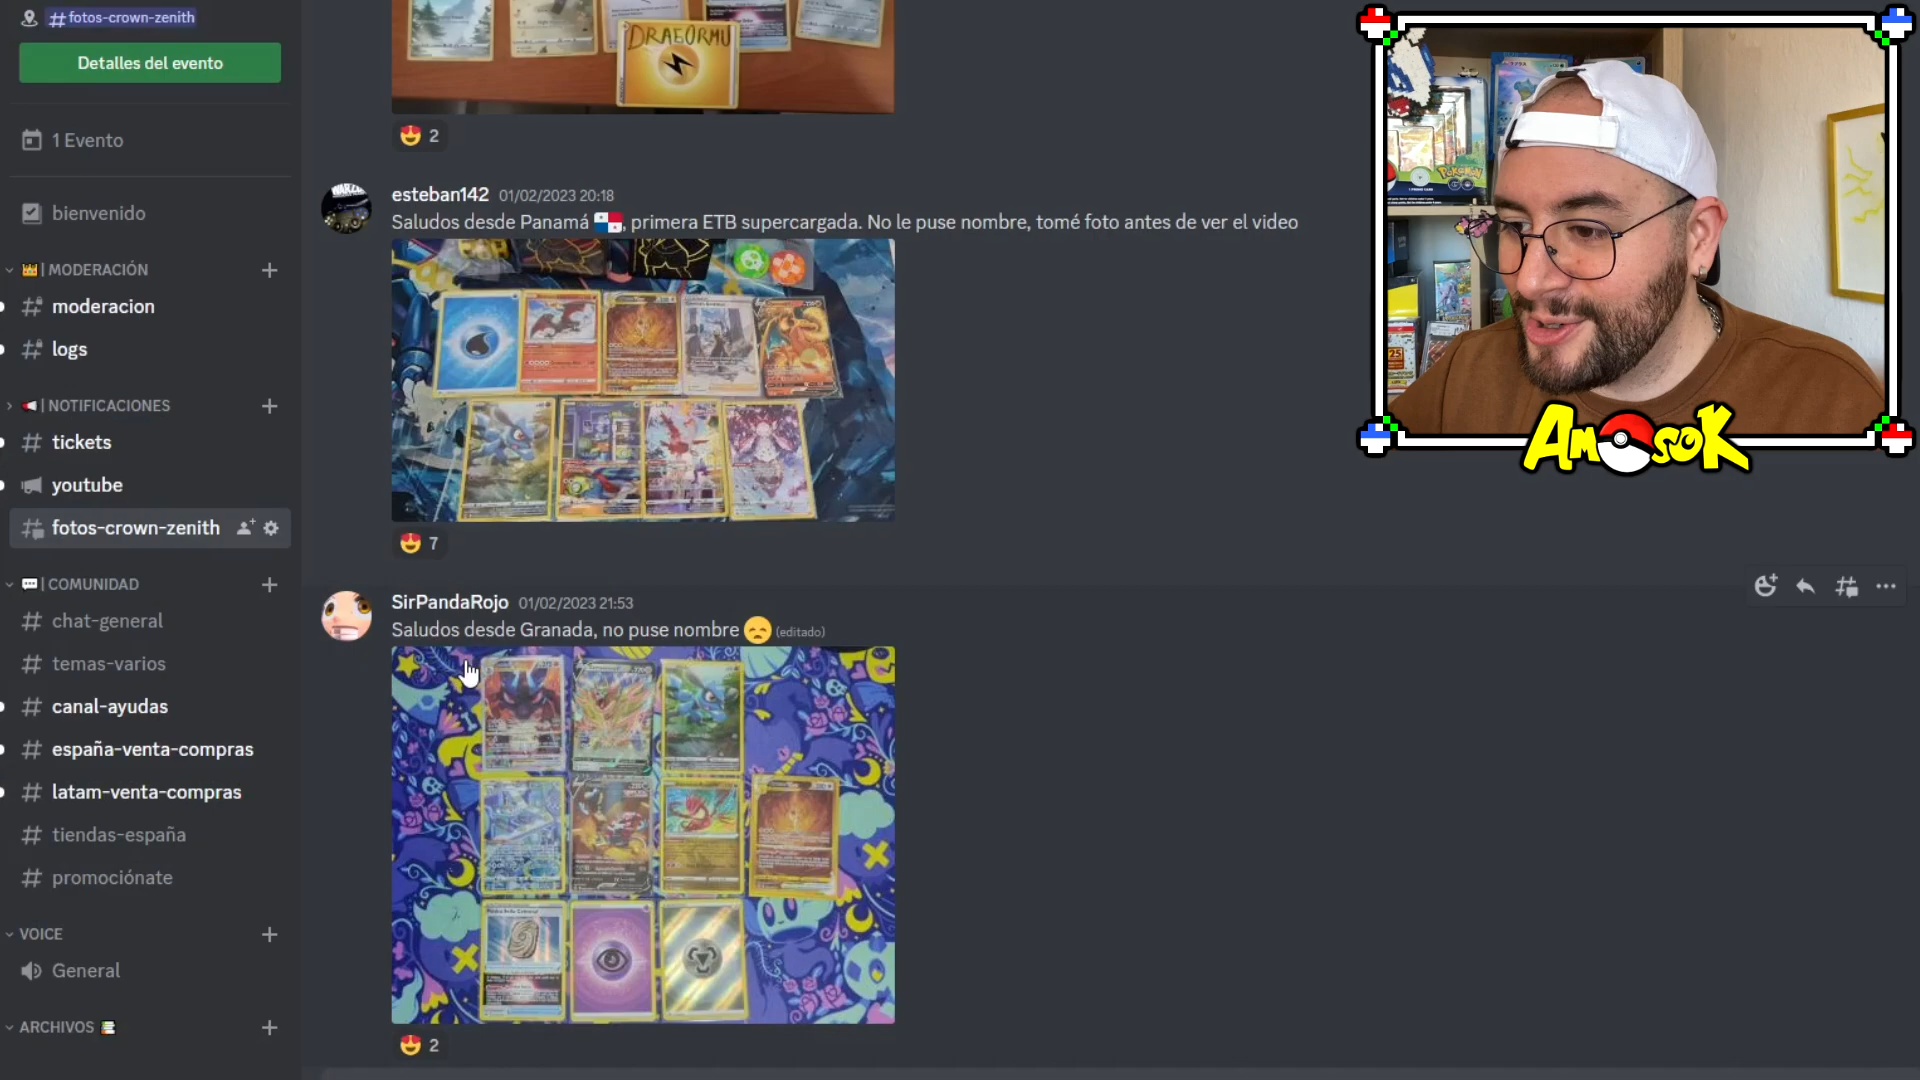 #fotos-crown-zenith
Detalles del evento
1 Evento
bienvenido
| MODERACIÓN
moderacion
logs
| NOTIFICACIONES
tickets
youtube
fotos-crown-zenith
| COMUNIDAD
chat-general
temas-varios
canal-ayudas
españa-venta-compras
latam-venta-compras
tiendas-españa
promociónate
VOICE
General
ARCHIVOS
DRAGORMU
2
esteban142 01/02/2023 20:18
Saludos desde Panamá 🇵🇦, primera ETB supercargada. No le puse nombre, tomé foto antes de ver el video
7
SirPandaRojo 01/02/2023 21:53
Saludos desde Granada, no puse nombre 😞 (editado)
2
POKÉMON
GO
AMOSOK